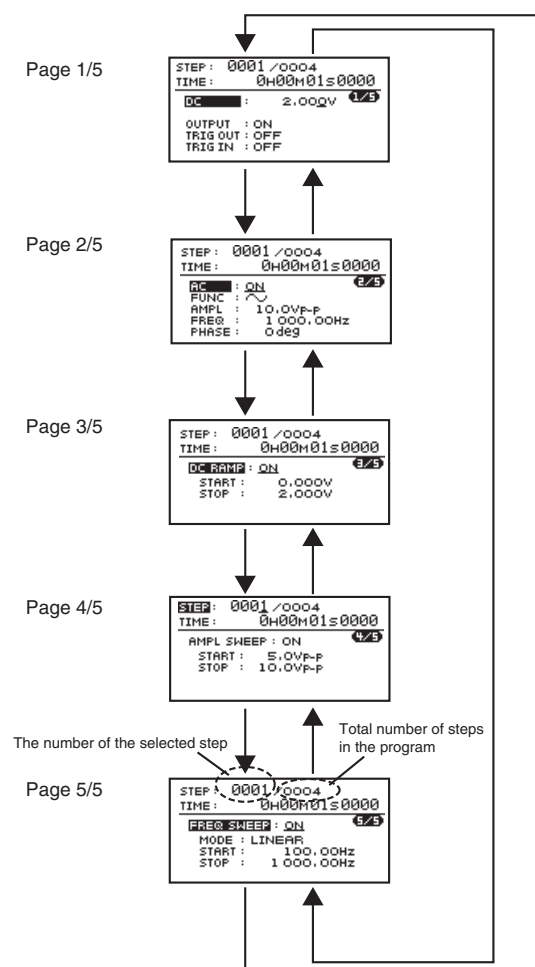 Page 1/5
STEP: 0001/0004
TIME: 0H00M01s0000
DC : 2.000V 1/5
OUTPUT : ON
TRIG OUT : OFF
TRIG IN : OFF
Page 2/5
STEP: 0001/0004
TIME: 0H00M01s0000
AC : ON 2/5
FUNC :
AMPL : 10.0Vp-p
FREQ : 1 000.00Hz
PHASE : 0deg
Page 3/5
STEP: 0001/0004
TIME: 0H00M01s0000
DC RAMP : ON 3/5
START : 0.000V
STOP : 2.000V
Page 4/5
STEP: 0001/0004
TIME: 0H00M01s0000
AMPL SWEEP : ON 4/5
START : 5.0Vp-p
STOP : 10.0Vp-p
The number of the selected step
Total number of steps
in the program
Page 5/5
STEP: 0001/0004
TIME: 0H00M01s0000
FREQ SWEEP : ON 5/5
MODE : LINEAR
START : 100.00Hz
STOP : 1 000.00Hz